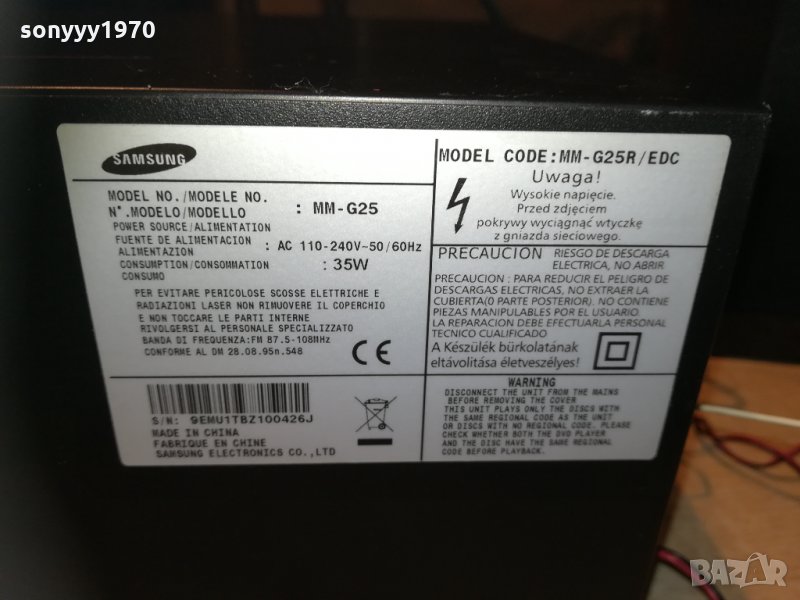 sonyyy1970
SAMSUNG
MODEL NO./MODELE NO.
N°.MODELO/MODELLO : MM-G25
POWER SOURCE/ALIMENTATION
FUENTE DE ALIMENTACION
ALIMENTAZION : AC 110-240V~50/60Hz
CONSUMPTION/CONSOMMATION : 35W
CONSUMO
PER EVITARE PERICOLOSE SCOSSE ELETTRICHE E
RADIAZIONI LASER NON RIMUOVERE IL COPERCHIO
E NON TOCCARE LE PARTI INTERNE
RIVOLGERSI AL PERSONALE SPECIALIZZATO
BANDA DI FREQUENZA:FM 87.5-108MHz
CONFORME AL DM 28.08.95n.548
CE
S/N: 9EMU1TBZ100426J
MADE IN CHINA
FABRIQUE EN CHINE
SAMSUNG ELECTRONICS CO.,LTD
MODEL CODE:MM-G25R/EDC
Uwaga!
Wysokie napięcie.
Przed zdjęciem
pokrywy wyciągnąć wtyczkę
z gniazda sieciowego.
PRECAUCION RIESGO DE DESCARGA
ELECTRICA, NO ABRIR.
PRECAUCION : PARA REDUCIR EL PELIGRO DE
DESCARGAS ELECTRICAS, NO EXTRAER LA
CUBIERTA(O PARTE POSTERIOR). NO CONTIENE
PIEZAS MANIPULABLES POR EL USUARIO.
LA REPARACION DEBE EFECTUARLA PERSONAL
TECNICO CUALIFICADO
A Készülék bürkolatának
eltávolitása életveszélyes!
WARNING
DISCONNECT THE UNIT FROM THE MAINS
BEFORE REMOVING THE COVER
THIS UNIT PLAYS ONLY THE DISCS WITH
THE SAME REGIONAL CODE AS THE UNIT
OR DISCS WITH NO REGIONAL CODE. PLEASE
CHECK WHETHER BOTH THE DVD PLAYER
AND THE DISC HAVE THE SAME REGIONAL
CODE BEFORE PLAYBACK.
BAZAR